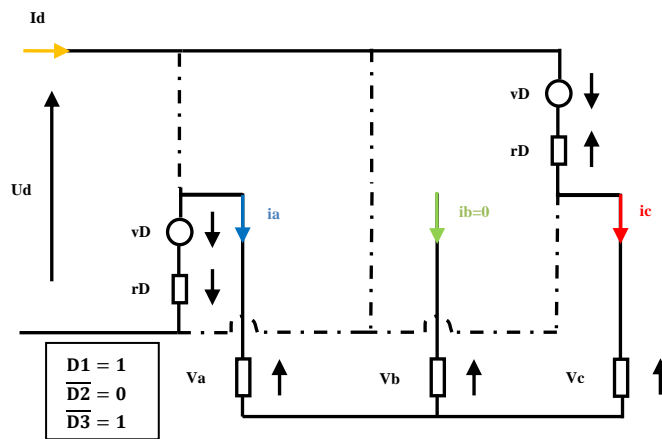 Id
vD
rD
Ud
ia
ib=0
ic
vD
rD
Va
Vb
Vc
D1 = 1
D2̅ = 0
D3̅ = 1